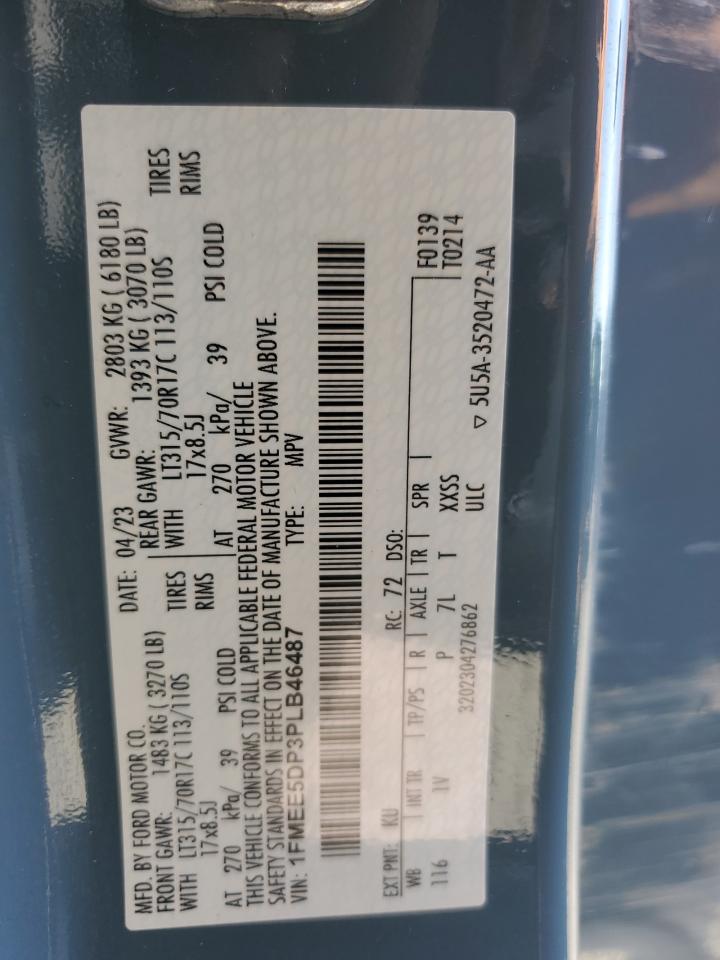 MFD. BY FORD MOTOR CO.
DATE: 04/23 GVWR: 2803 KG ( 6180 LB)
FRONT GAWR: 1483 KG ( 3270 LB) REAR GAWR: 1393 KG ( 3070 LB)
WITH LT315/70R17C 113/110S TIRES WITH LT315/70R17C 113/110S TIRES
17x8.5J RIMS 17x8.5J RIMS
AT 270 kPa/ 39 PSI COLD AT 270 kPa/ 39 PSI COLD
THIS VEHICLE CONFORMS TO ALL APPLICABLE FEDERAL MOTOR VEHICLE
SAFETY STANDARDS IN EFFECT ON THE DATE OF MANUFACTURE SHOWN ABOVE.
VIN: 1FMEE5DP3PLB46487 TYPE: MPV
EXT PNT: KU RC: 72 DSO:
WB INT TR TP/PS R AXLE TR SPR F0139
116 1V P 7L T XXSS T0214
3202304276862 ULC
▽ 5U5A-3520472-AA